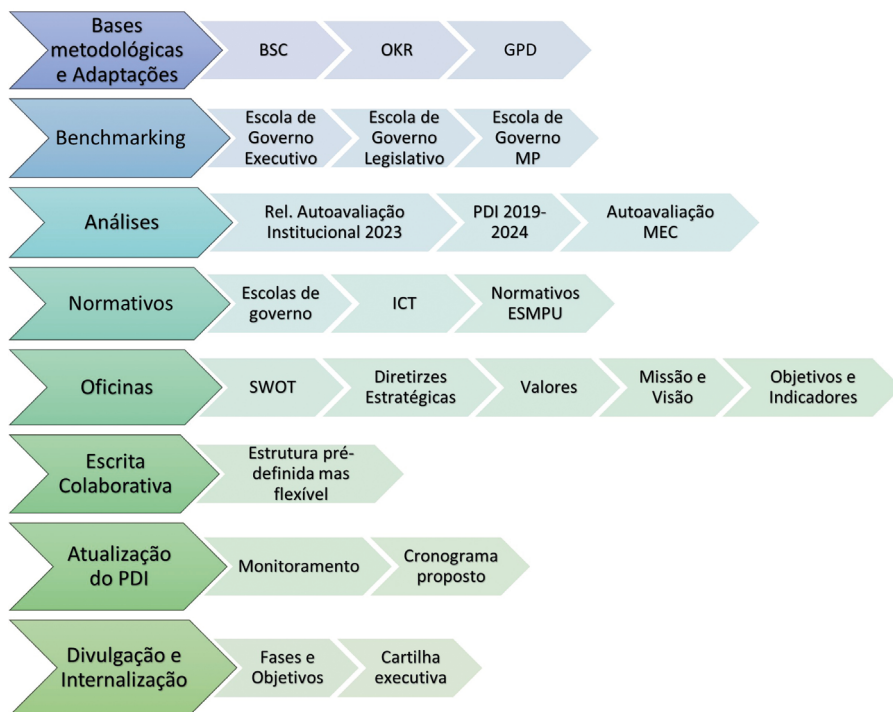 Bases
metodológicas
e Adaptações
BSC
OKR
GPD
Benchmarking
Escola de
Governo
Executivo
Escola de
Governo
Legislativo
Escola de
Governo
MP
Análises
Rel. Autoavaliação
Institucional 2023
PDI 2019-
2024
Autoavaliação
MEC
Normativos
Escolas de
governo
ICT
Normativos
ESMPU
Oficinas
SWOT
Diretirzes
Estratégicas
Valores
Missão e
Visão
Objetivos e
Indicadores
Escrita
Colaborativa
Estrutura pré-
definida mas
flexível
Atualização
do PDI
Monitoramento
Cronograma
proposto
Divulgação e
Internalização
Fases e
Objetivos
Cartilha
executiva